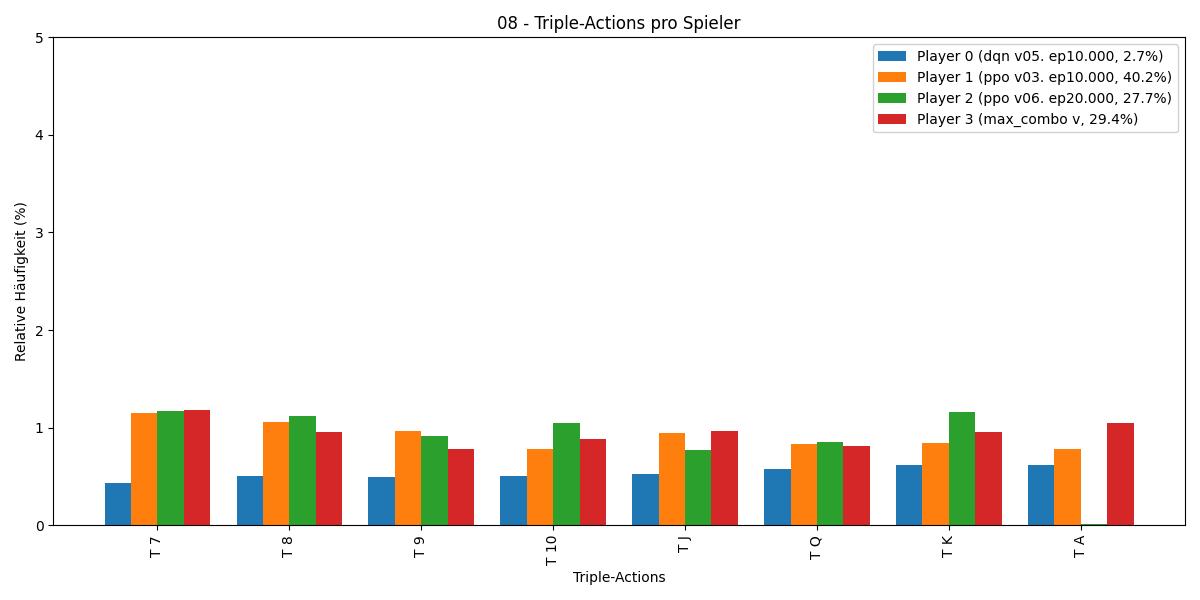 08 - Triple-Actions pro Spieler
Player 0 (dqn v05. ep10.000, 2.7%)
Player 1 (ppo v03. ep10.000, 40.2%)
Player 2 (ppo v06. ep20.000, 27.7%)
Player 3 (max_combo v, 29.4%)
Relative Häufigkeit (%)
5
4
3
2
1
0
T 7
T 8
T 9
T 10
T J
T Q
T K
T A
Triple-Actions